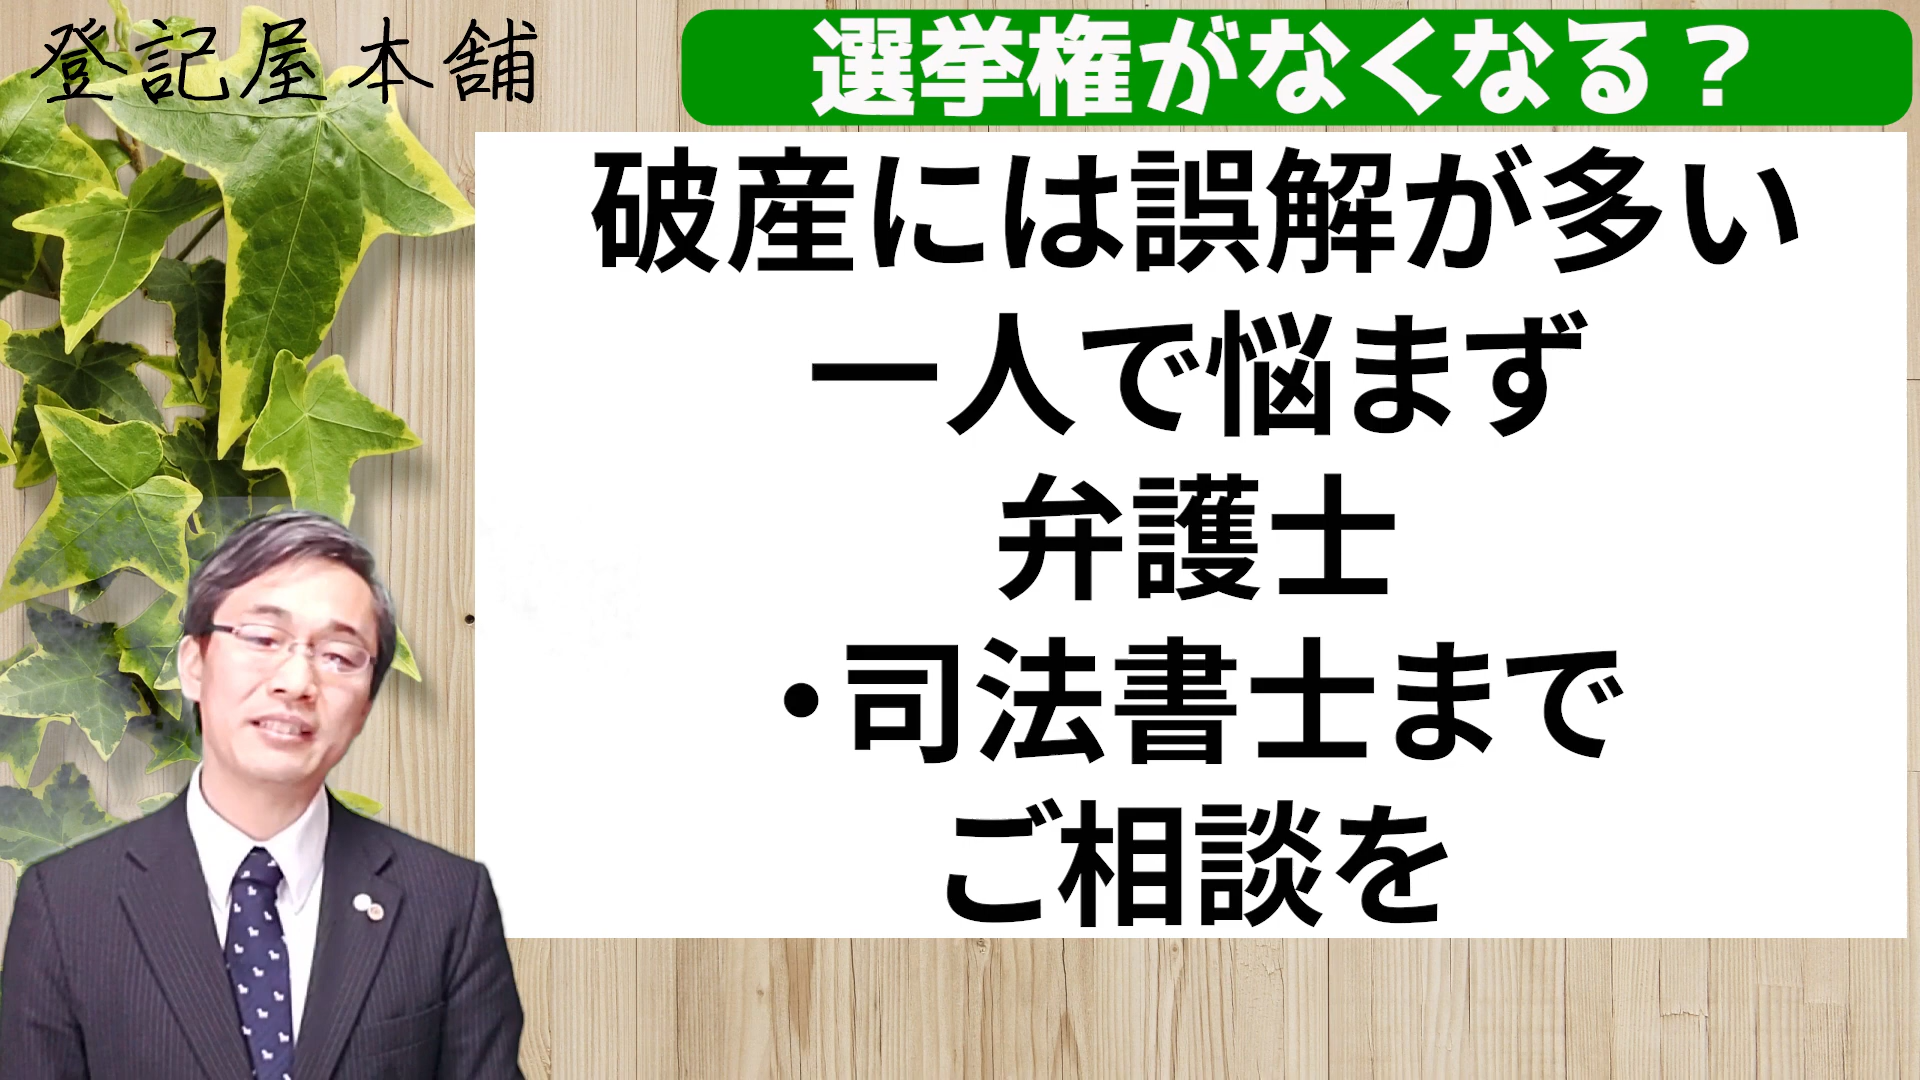 登記屋本舗
選挙権がなくなる？
破産には誤解が多い
一人で悩まず
弁護士
・司法書士まで
ご相談を